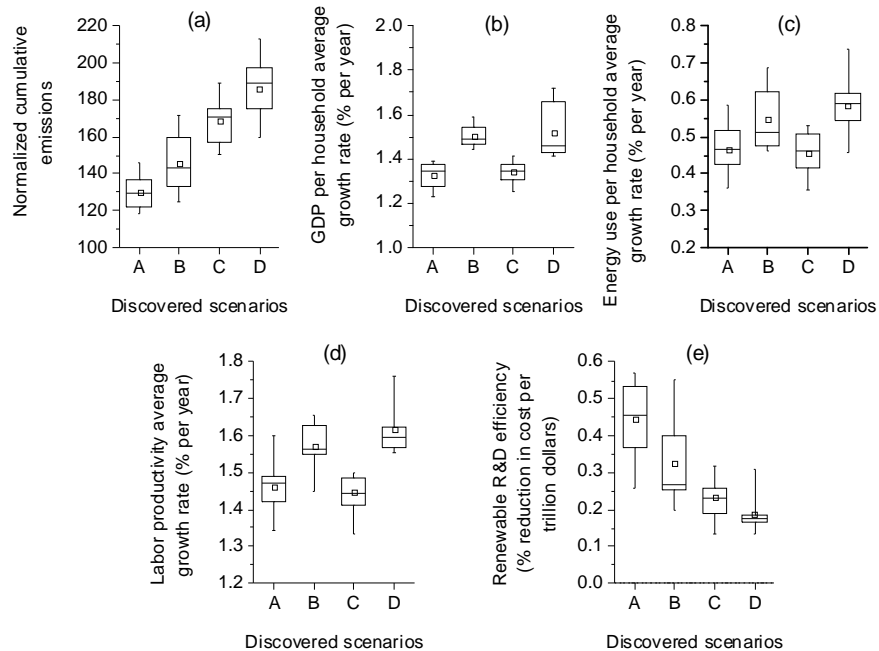 (a)
Normalized cumulative
emissions
220
200
180
160
140
120
100
A B C D
Discovered scenarios
(b)
GDP per household average
growth rate (% per year)
2.0
1.8
1.6
1.4
1.2
1.0
A B C D
Discovered scenarios
(c)
Energy use per household average
growth rate (% per year)
0.8
0.7
0.6
0.5
0.4
0.3
0.2
A B C D
Discovered scenarios
(d)
Labor productivity average
growth rate (% per year)
1.8
1.7
1.6
1.5
1.4
1.3
1.2
A B C D
Discovered scenarios
(e)
Renewable R&D efficiency
(% reduction in cost per
trillion dollars)
0.6
0.5
0.4
0.3
0.2
0.1
0.0
A B C D
Discovered scenarios